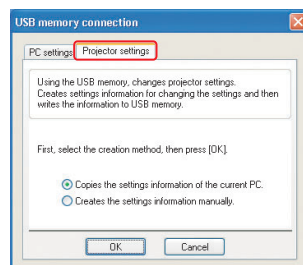 USB memory connection
PC settings Projector settings
Using the USB memory, changes projector settings.
Creates settings information for changing the settings and then
writes the information to USB memory.
First, select the creation method, then press [OK].
Copies the settings information of the current PC.
Creates the settings information manually.
OK Cancel